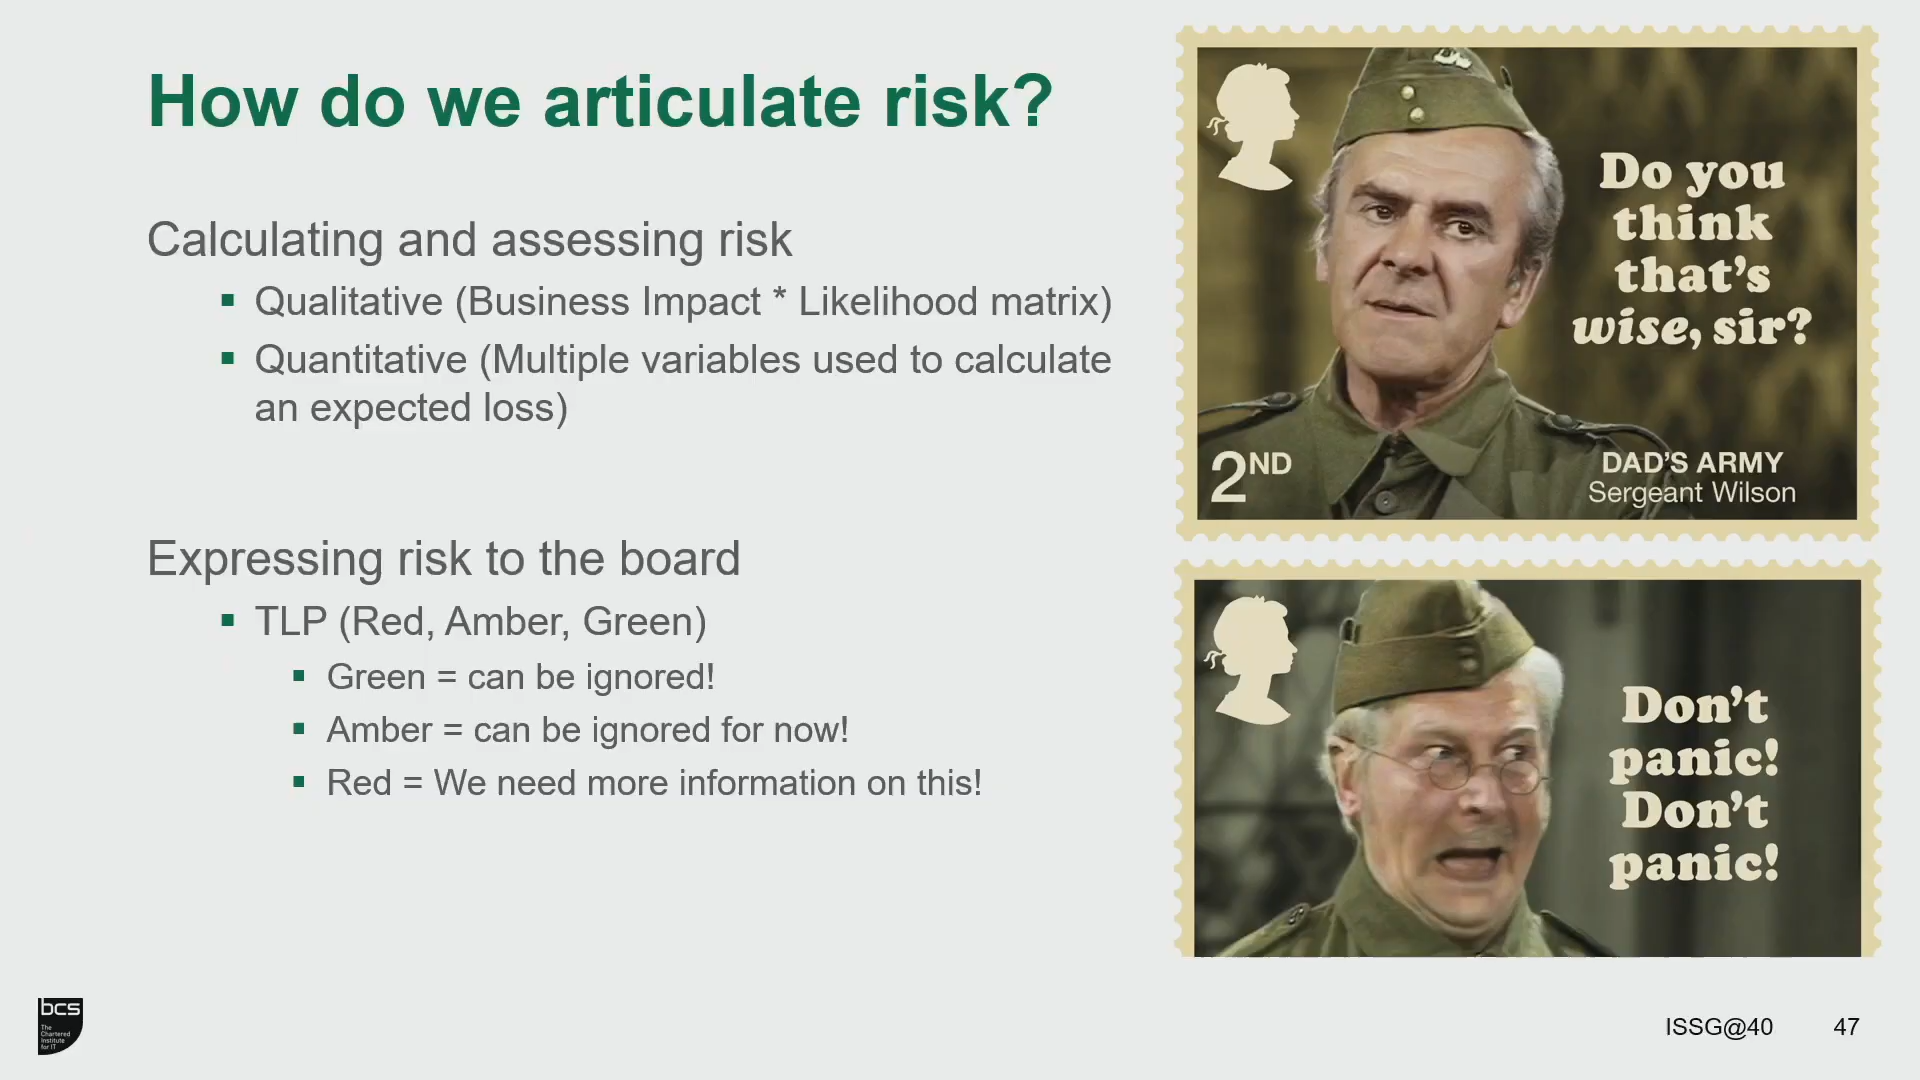 How do we articulate risk?
Calculating and assessing risk
Qualitative (Business Impact * Likelihood matrix)
Quantitative (Multiple variables used to calculate
an expected loss)
Expressing risk to the board
TLP (Red, Amber, Green)
Green = can be ignored!
Amber = can be ignored for now!
Red = We need more information on this!
Do you
think
that’s
wise, sir?
2ND
DAD’S ARMY
Sergeant Wilson
Don’t
panic!
Don’t
panic!
bcs
The
Chartered
Institute
for IT
ISSG@40
47